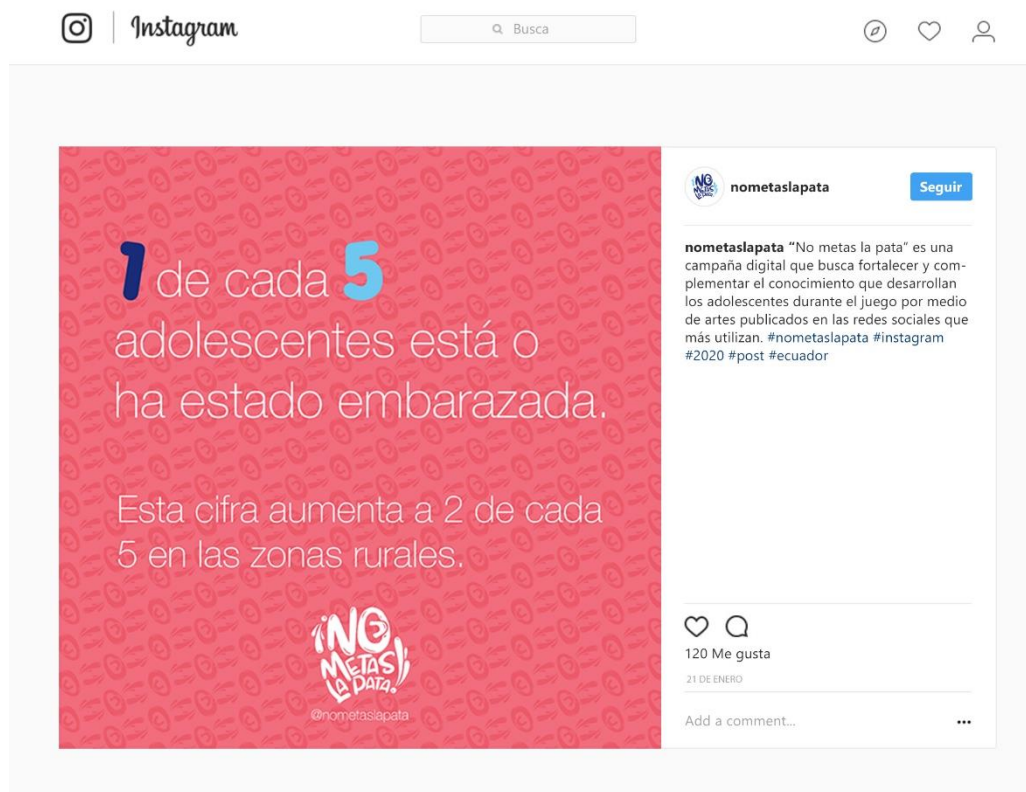 Instagram
Busca
1 de cada 5
adolescentes está o
ha estado embarazada.
Esta cifra aumenta a 2 de cada
5 en las zonas rurales.
¡NO
METAS
LA PATA!
@nometaslapata
NO
METAS
LA PATA
nometaslapata
Seguir
nometaslapata “No metas la pata” es una
campaña digital que busca fortalecer y com-
plementar el conocimiento que desarrollan
los adolescentes durante el juego por medio
de artes publicados en las redes sociales que
más utilizan. #nometaslapata #instagram
#2020 #post #ecuador
120 Me gusta
21 DE ENERO
Add a comment...